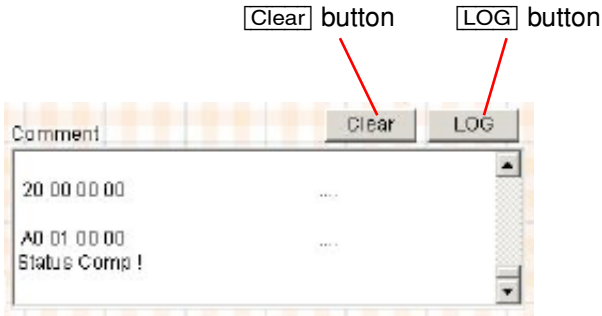 Clear button LOG button
Comment Clear LOG
20 00 00 00 ....
A0 01 00 00 ....
Status Comp !